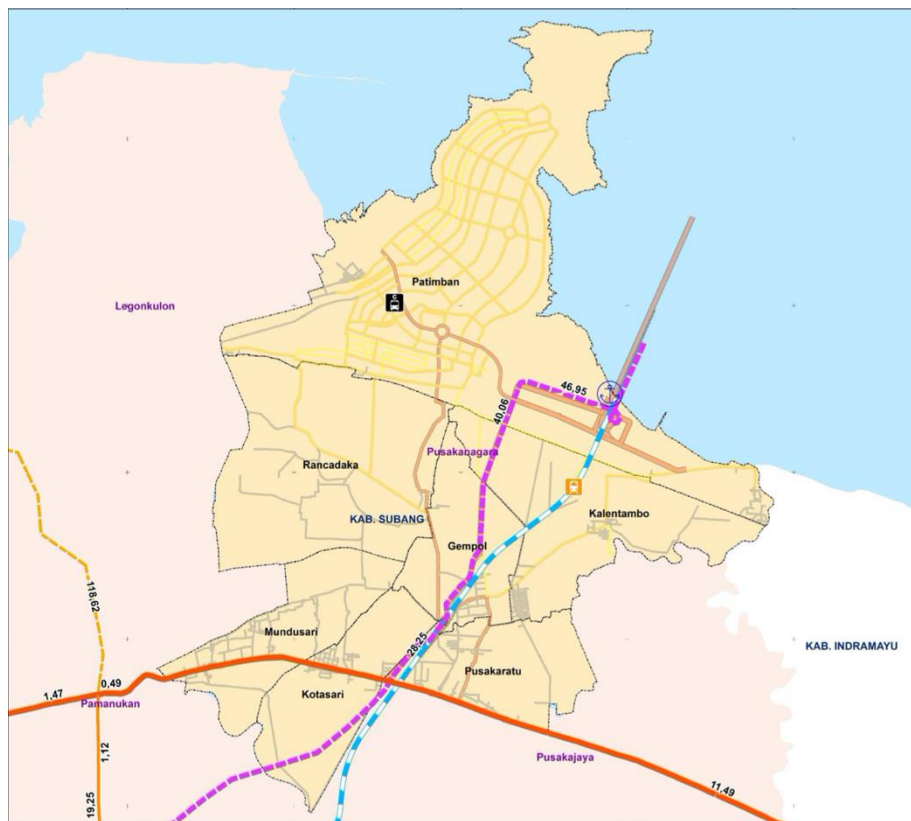 Patimban
Legonkulon
46,95
40,06
Pusakanagara
Rancadaka
Kalentambo
KAB. SUBANG
Gempol
118,62
Mundusari
28,25
KAB. INDRAMAYU
Pusakaratu
Kotasari
0,49
1,47
Pamanukan
1,12
Pusakajaya
11,49
19,25